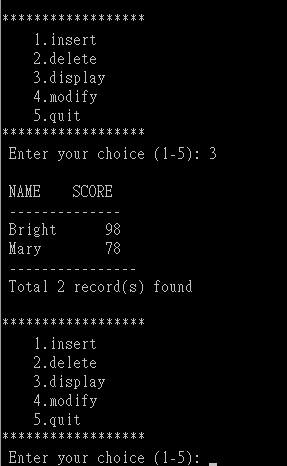 ******************
1.insert
2.delete
3.display
4.modify
5.quit
******************
Enter your choice (1-5): 3
NAME    SCORE
--------------
Bright      98
Mary        78
----------------
Total 2 record(s) found
******************
1.insert
2.delete
3.display
4.modify
5.quit
******************
Enter your choice (1-5): _